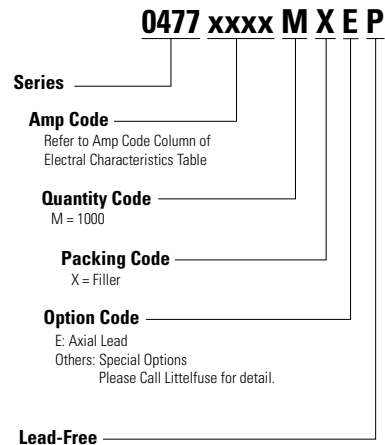 0477 xxxx M X E P
Series
Amp Code
Refer to Amp Code Column of
Electral Characteristics Table
Quantity Code
M = 1000
Packing Code
X = Filler
Option Code
E: Axial Lead
Others: Special Options
Please Call Littelfuse for detail.
Lead-Free